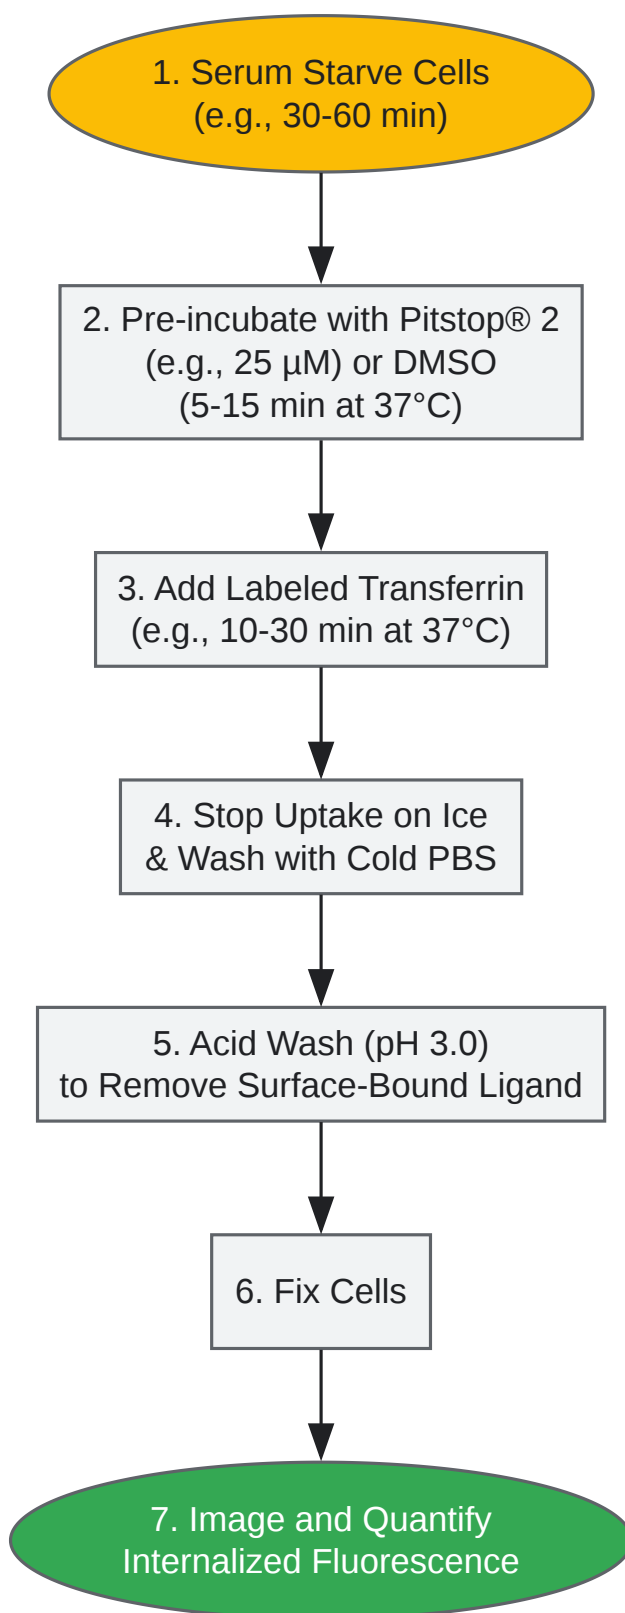 1. Serum Starve Cells
(e.g., 30-60 min)
2. Pre-incubate with Pitstop® 2
(e.g., 25 µM) or DMSO
(5-15 min at 37°C)
3. Add Labeled Transferrin
(e.g., 10-30 min at 37°C)
4. Stop Uptake on Ice
& Wash with Cold PBS
5. Acid Wash (pH 3.0)
to Remove Surface-Bound Ligand
6. Fix Cells
7. Image and Quantify
Internalized Fluorescence